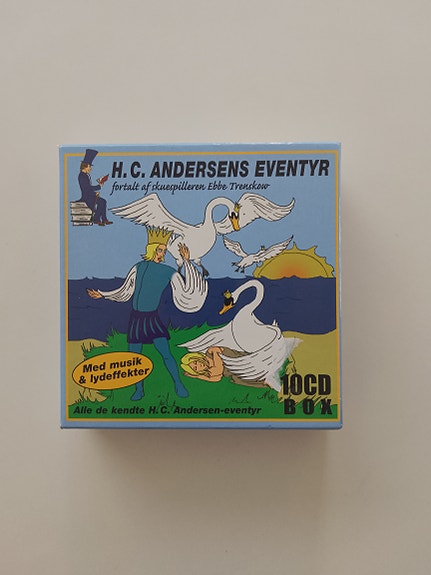 H.C. ANDERSENS EVENTYR
fortalt af skuespilleren Ebbe Trenskow
Med musik
& lydeffekter
10CD
BOX
Alle de kendte H.C. Andersen-eventyr